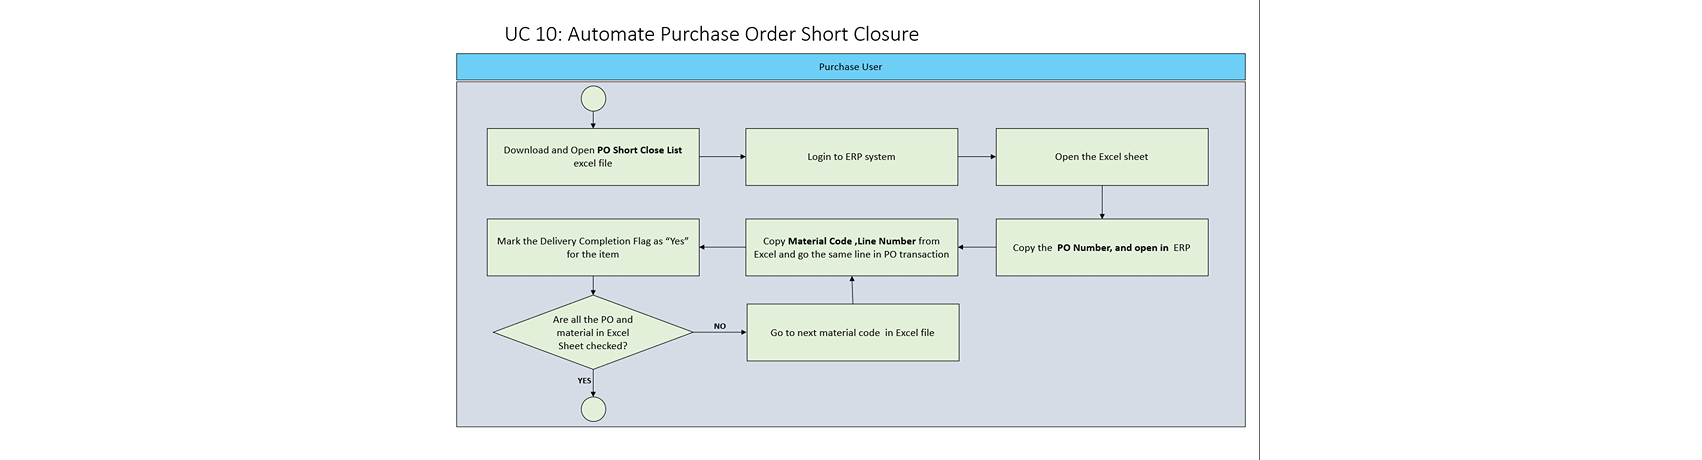 UC 10: Automate Purchase Order Short Closure
Purchase User
Download and Open PO Short Close List
excel file
Login to ERP system
Open the Excel sheet
Mark the Delivery Completion Flag as “Yes”
for the item
Copy Material Code ,Line Number from
Excel and go the same line in PO transaction
Copy the PO Number, and open in ERP
Are all the PO and
material in Excel
Sheet checked?
NO
Go to next material code in Excel file
YES